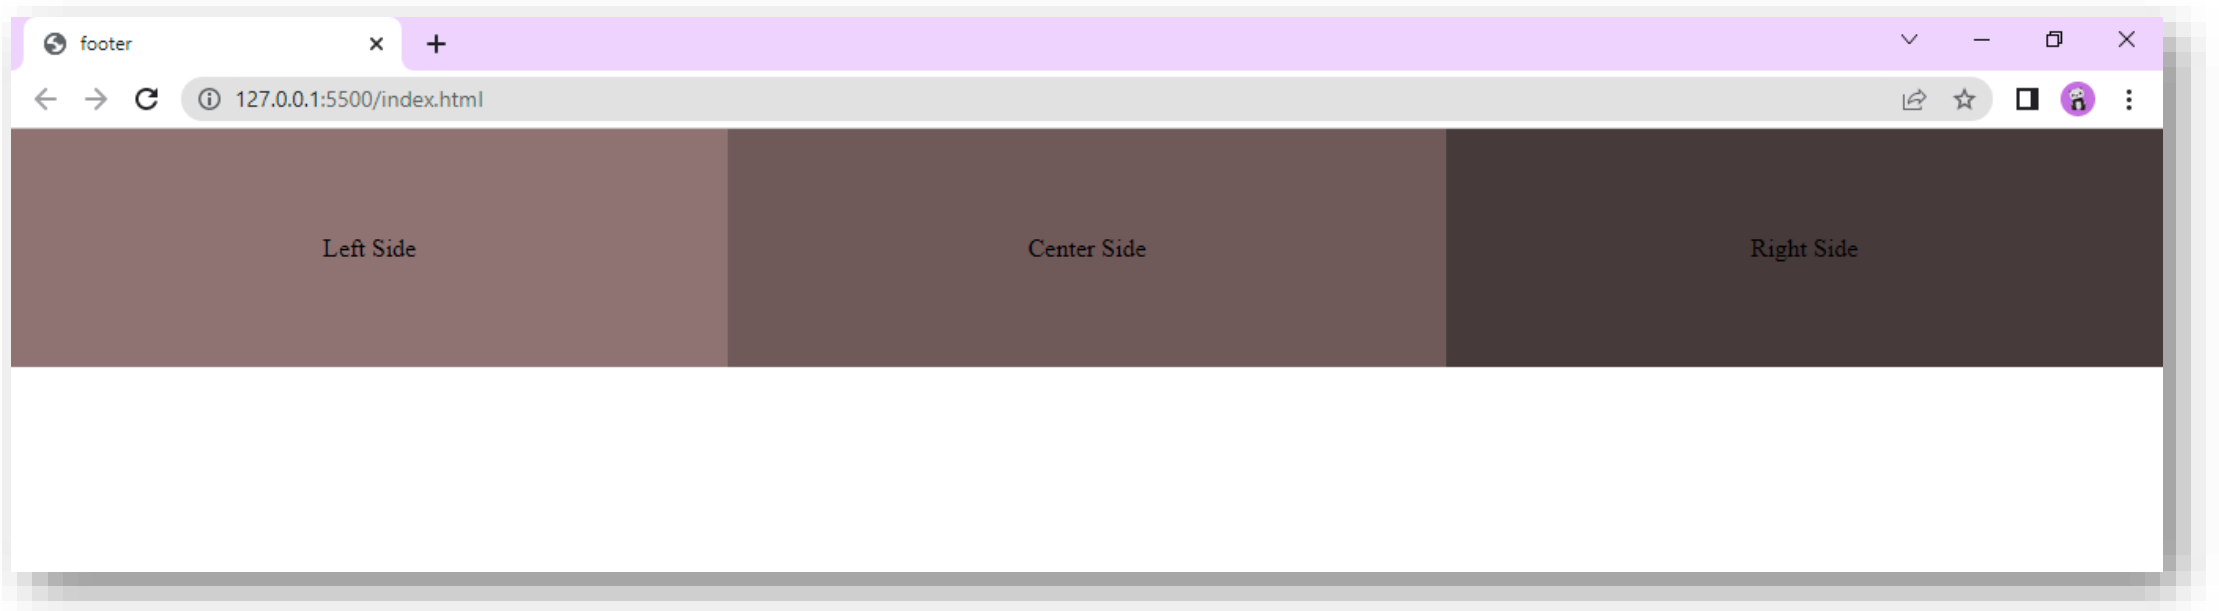 footer
127.0.0.1:5500/index.html
Left Side Center Side Right Side